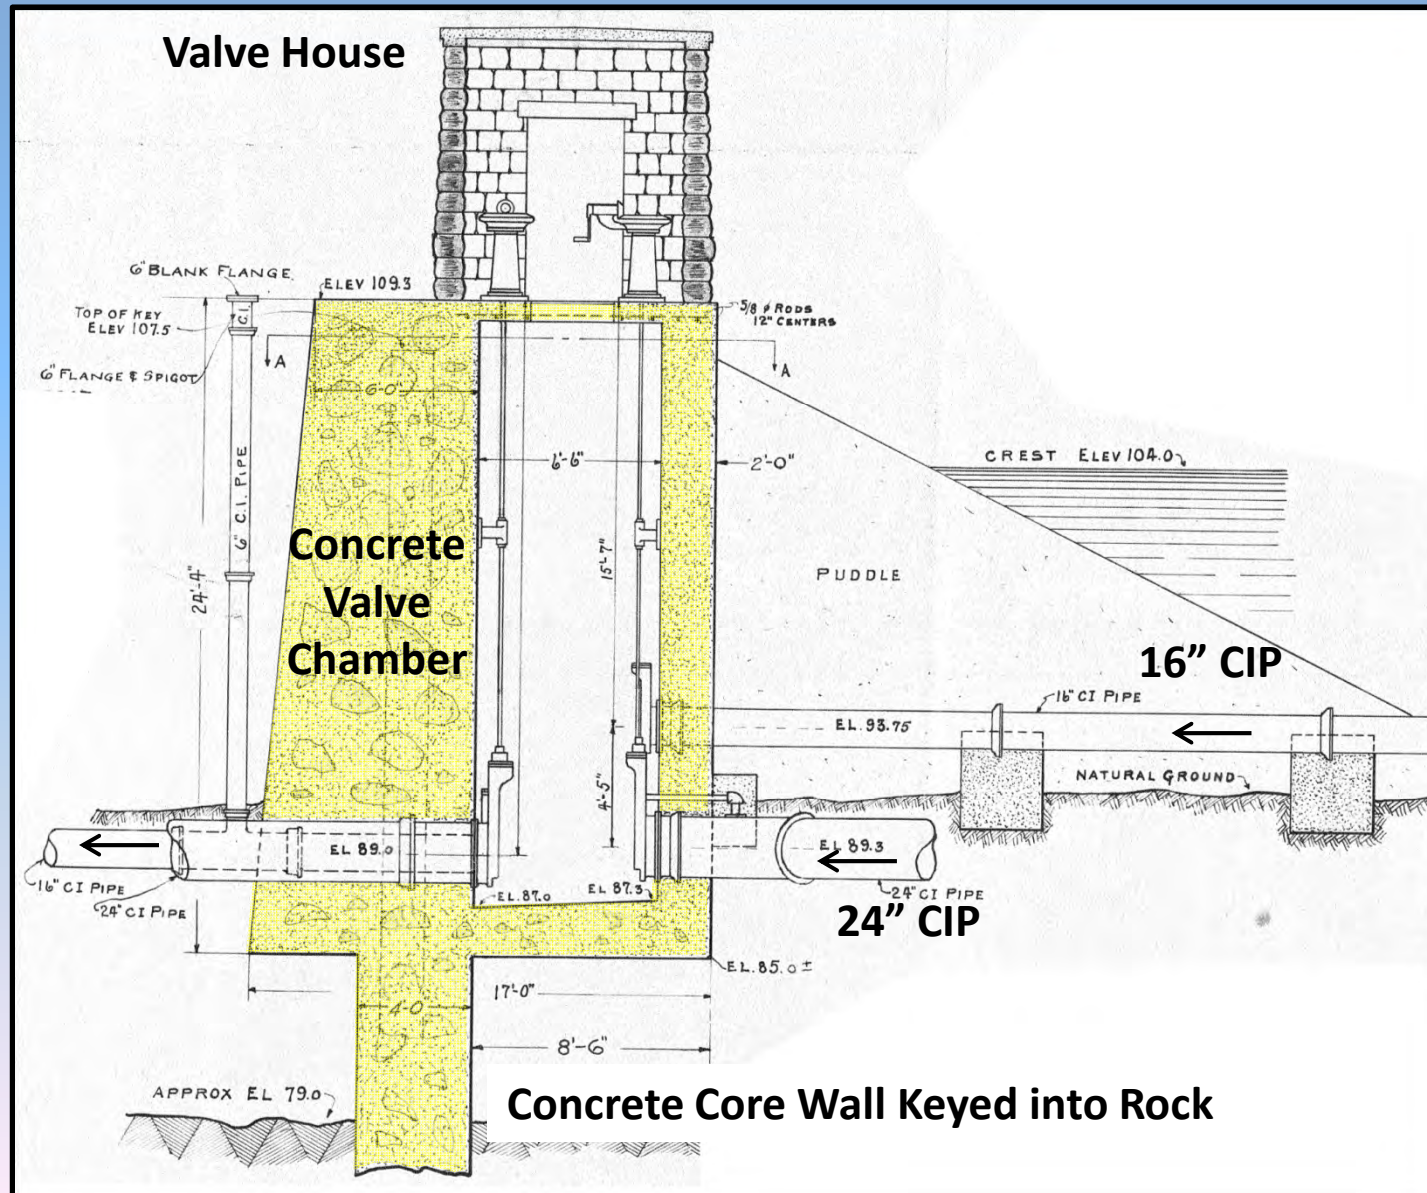 Valve House
6" BLANK FLANGE
ELEV 109.3
TOP OF KEY
ELEV 107.5
C.I.
5/8 φ RODS
12" CENTERS
A
A
6" FLANGE & SPIGOT
6'-0"
6'-6"
2'-0"
CREST ELEV 104.0
6" C.I. PIPE
24'-4"
15'-7"
Concrete
Valve
Chamber
PUDDLE
16” CIP
16" CI PIPE
EL. 93.75
NATURAL GROUND
4'-5"
EL 89.0
EL 89.3
16" CI PIPE
24" CI PIPE
EL. 87.0
EL 87.3
24" CI PIPE
24” CIP
EL. 85.0 ±
17'-0"
4'-0
8'-6"
APPROX EL 79.0
Concrete Core Wall Keyed into Rock